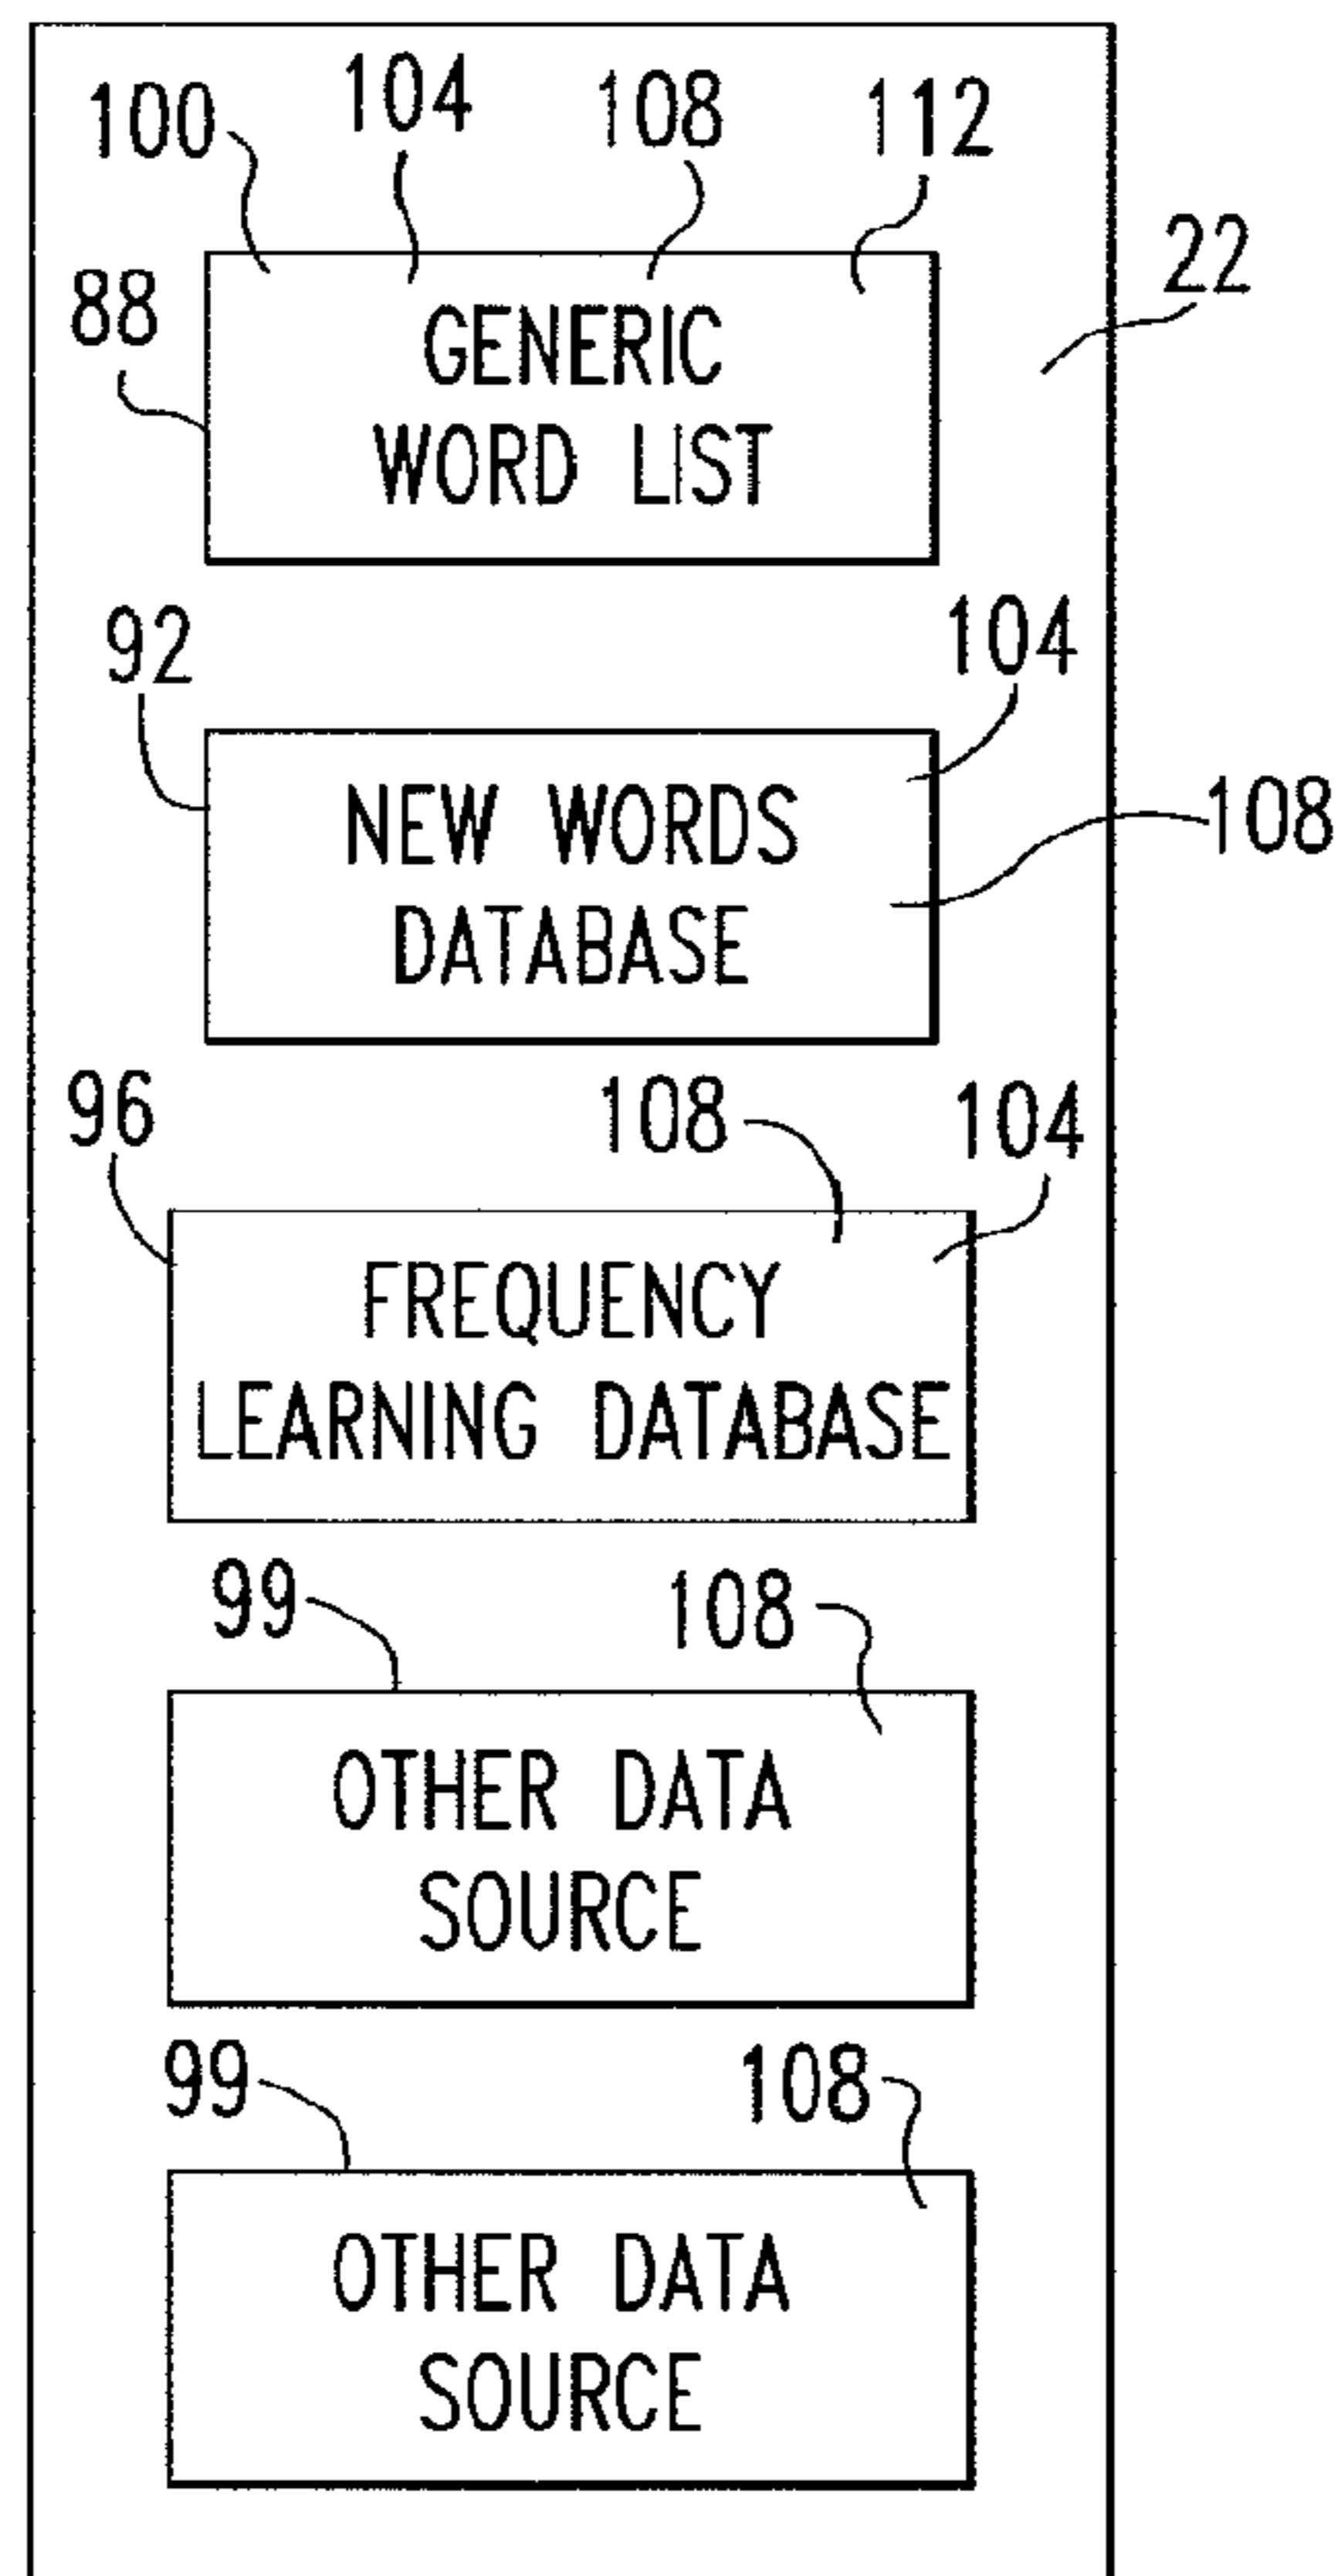 100 104 108 112
22
88
GENERIC
WORD LIST
92 104
NEW WORDS
108
DATABASE
96 108 104
FREQUENCY
LEARNING DATABASE
99 108
OTHER DATA
SOURCE
99 108
OTHER DATA
SOURCE